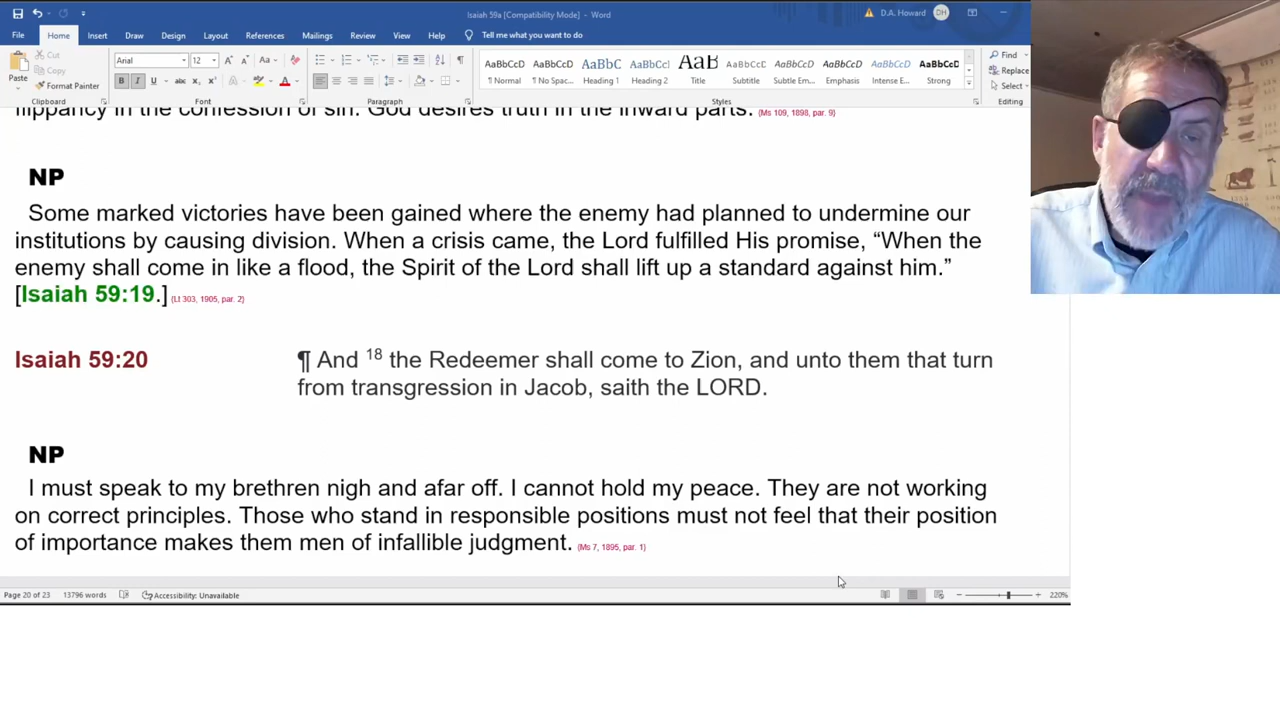 Isaiah 59a [Compatibility Mode] - Word
D.A. Howard DH
File Home Insert Draw Design Layout References Mailings Review View Help Tell me what you want to do
Paste
Cut
Copy
Format Painter
Clipboard
Arial 12 A A Aa
B I U abc x₂ x²
Font
Paragraph
AaBbCcD AaBbCcD AaBbC AaBbCcI AaB AaBbCcD AaBbCcD AaBbCcD AaBbCcD AaBbCcD
¶ Normal ¶ No Spac... Heading 1 Heading 2 Title Subtitle Subtle Em... Emphasis Intense E... Strong
Styles
Find
Replace
Select
Editing
flippancy in the confession of sin. God desires truth in the inward parts. (Ms 109, 1898, par. 9)
NP
Some marked victories have been gained where the enemy had planned to undermine our
institutions by causing division. When a crisis came, the Lord fulfilled His promise, “When the
enemy shall come in like a flood, the Spirit of the Lord shall lift up a standard against him.”
[Isaiah 59:19.] (Lt 303, 1905, par. 2)
Isaiah 59:20 ¶ And 18 the Redeemer shall come to Zion, and unto them that turn
from transgression in Jacob, saith the LORD.
NP
I must speak to my brethren nigh and afar off. I cannot hold my peace. They are not working
on correct principles. Those who stand in responsible positions must not feel that their position
of importance makes them men of infallible judgment. (Ms 7, 1895, par. 1)
Page 20 of 23 13796 words Accessibility: Unavailable 220%